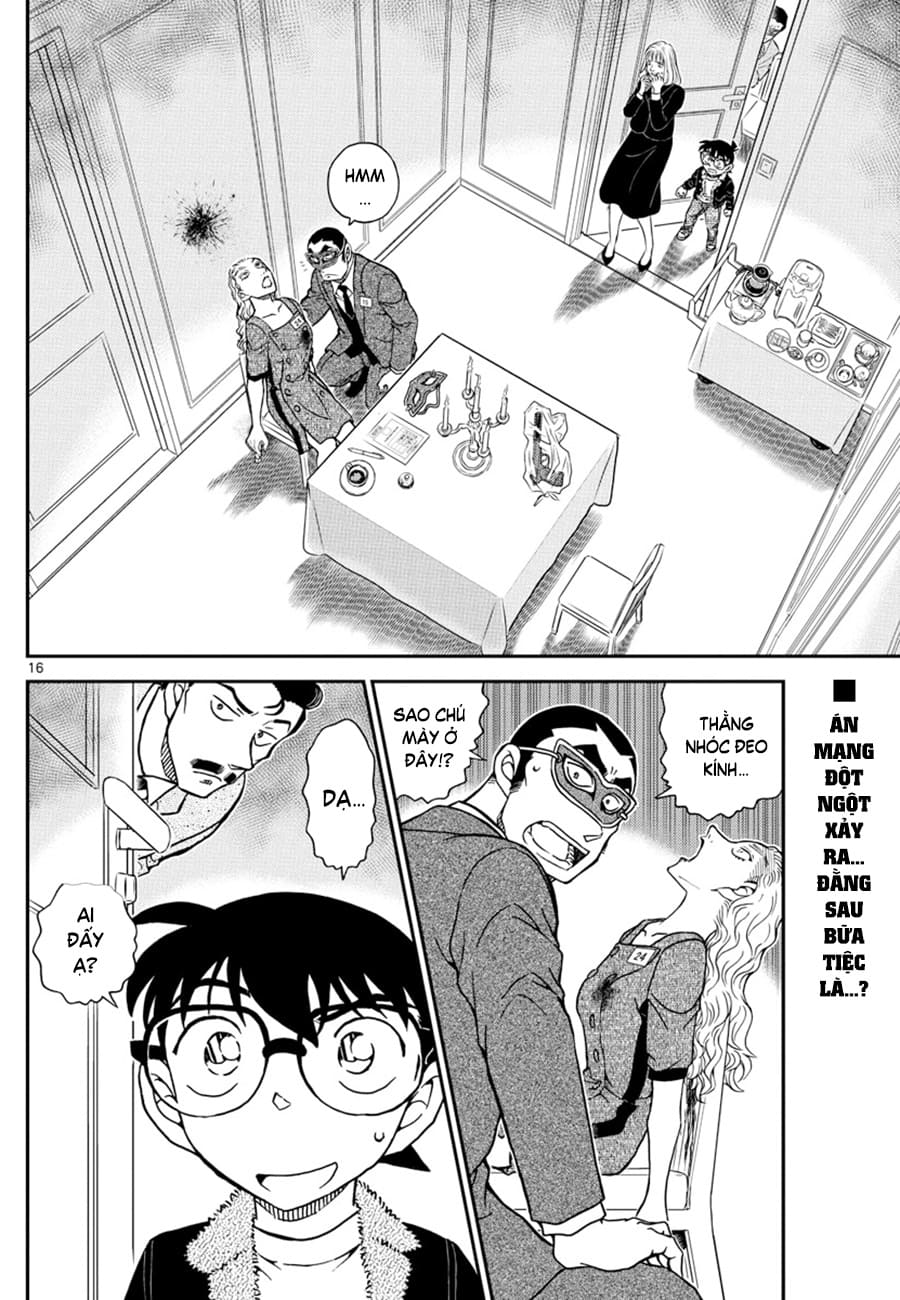 HMM
...
16
THẰNG
NHÓC ĐEO
KÍNH...
SAO CHÚ
MÀY Ở
ĐÂY!?
24
DẠ...
AI
ĐẤY
Ạ?
ÁN
MẠNG
ĐỘT
NGỘT
XẢY
RA...
ĐẰNG
SAU
BỮA
TIỆC
LÀ...?